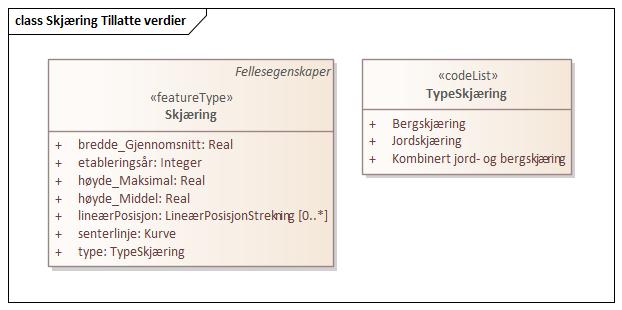 class Skjæring Tillatte verdier
Fellesegenskaper
«featureType»
Skjæring
+ bredde_Gjennomsnitt: Real
+ etableringsår: Integer
+ høyde_Maksimal: Real
+ høyde_Middel: Real
+ lineærPosisjon: LineærPosisjonStrekning [0..*]
+ senterlinje: Kurve
+ type: TypeSkjæring
«codeList»
TypeSkjæring
+ Bergskjæring
+ Jordskjæring
+ Kombinert jord- og bergskjæring